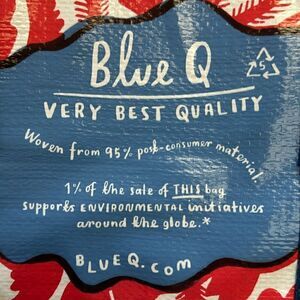 Blue Q
5
VERY BEST QUALITY
Woven from 95% post-consumer material.
1% of the sale of THIS bag
supports ENVIRONMENTAL initiatives
around the globe.*
BLUEQ.COM